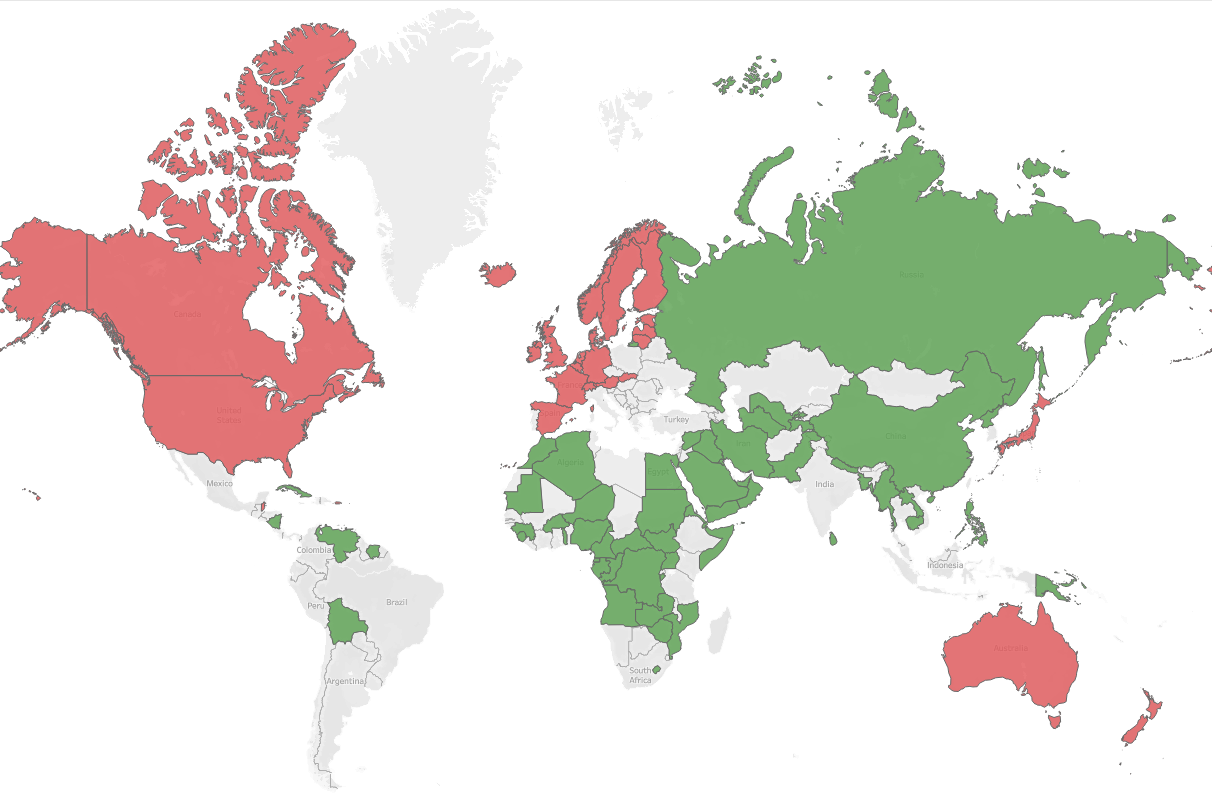 Russia
Canada
France
United
States
Spain
Turkey
China
Iran
Algeria
Egypt
Mexico
India
Colombia
Indonesia
Brazil
Peru
Australia
South
Africa
Argentina